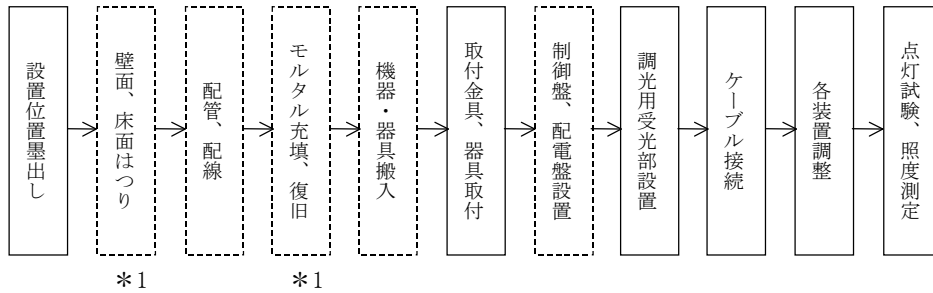 設置位置墨出し
壁面、床面はつり
配管、配線
モルタル充填、復旧
機器・器具搬入
取付金具、器具取付
制御盤、配電盤設置
調光用受光部設置
ケーブル接続
各装置調整
点灯試験、照度測定
＊1
＊1